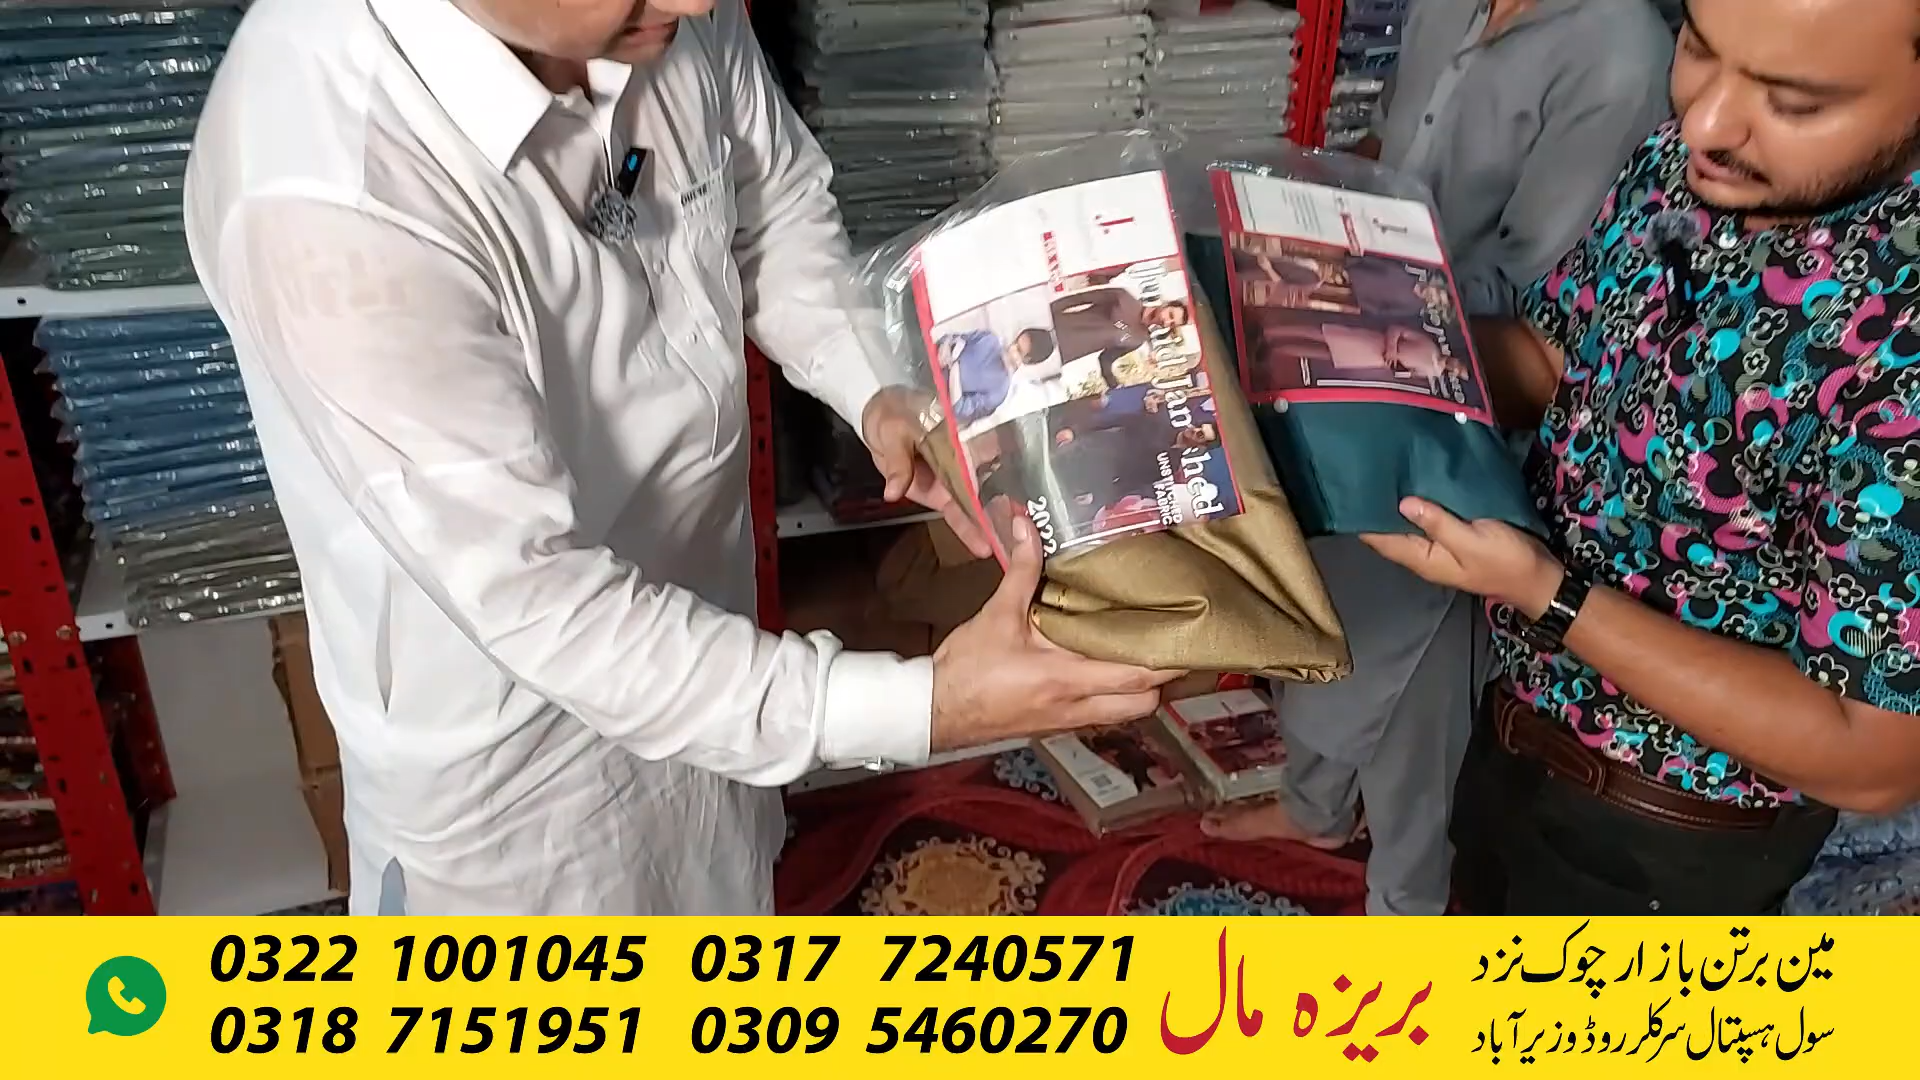 J.
J.
Junaid Jamshed
UNSTITCHED
FABRIC
0322 1001045 0317 7240571
0318 7151951 0309 5460270
بریزہ مال
مین برتن بازار چوک نزد
سول ہسپتال سرکلر روڈ وزیر آباد